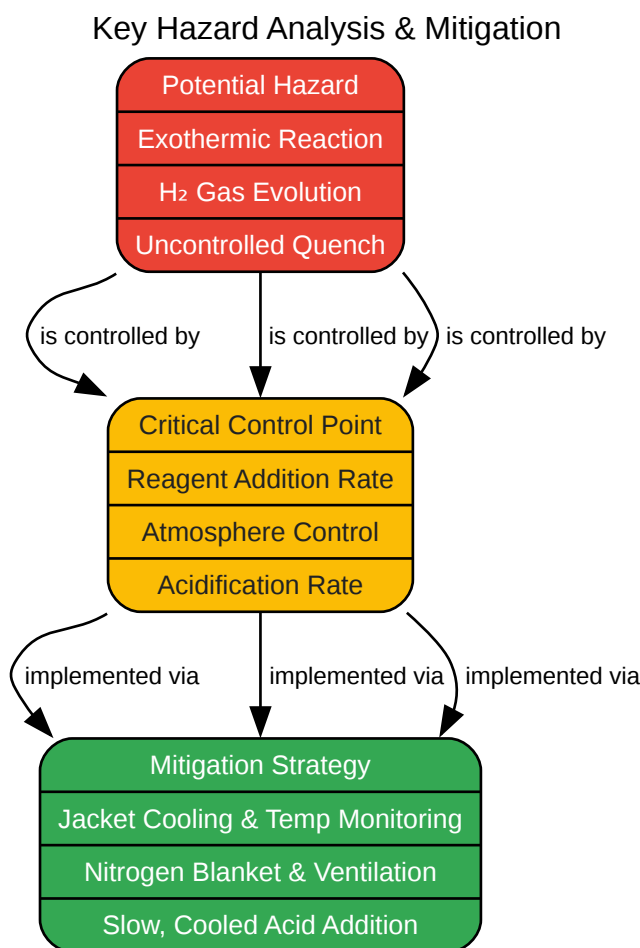 Key Hazard Analysis & Mitigation
Potential Hazard
Exothermic Reaction
H₂ Gas Evolution
Uncontrolled Quench
is controlled by
is controlled by
is controlled by
Critical Control Point
Reagent Addition Rate
Atmosphere Control
Acidification Rate
implemented via
implemented via
implemented via
Mitigation Strategy
Jacket Cooling & Temp Monitoring
Nitrogen Blanket & Ventilation
Slow, Cooled Acid Addition